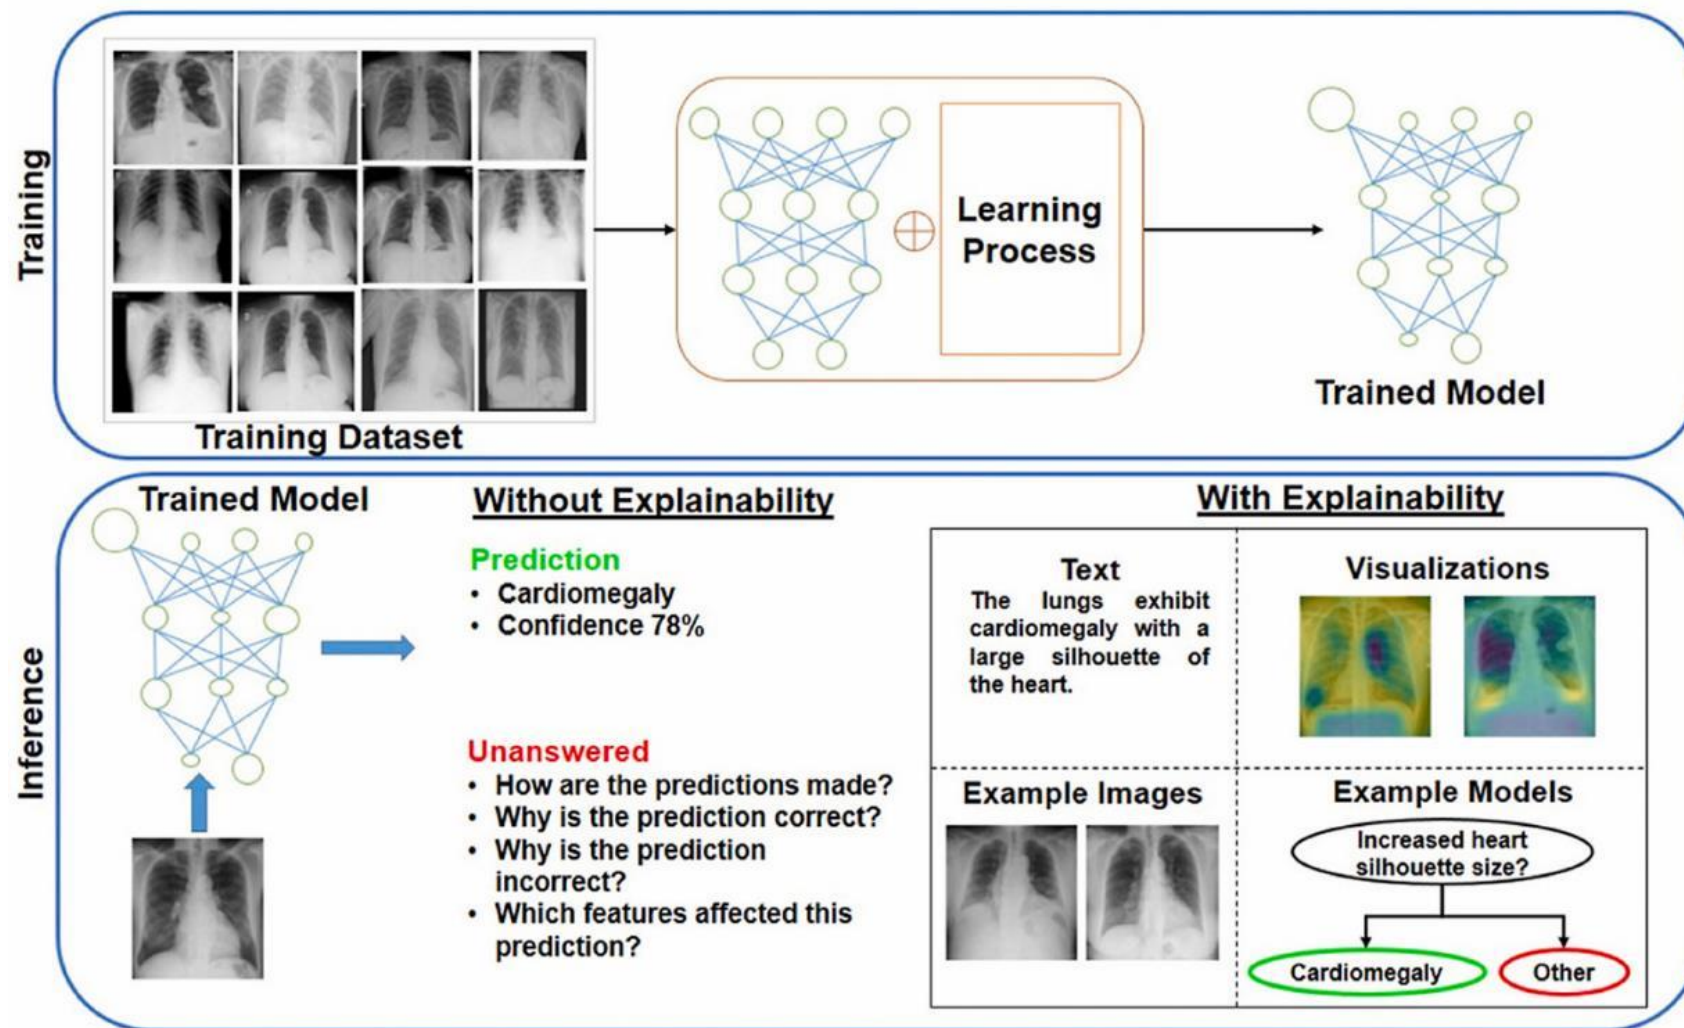 Training
Training Dataset
Learning
Process
Trained Model
Inference
Trained Model
Without Explainability
Prediction
• Cardiomegaly
• Confidence 78%
Unanswered
• How are the predictions made?
• Why is the prediction correct?
• Why is the prediction
incorrect?
• Which features affected this
prediction?
With Explainability
Text
The lungs exhibit
cardiomegaly with a
large silhouette of
the heart.
Visualizations
Example Images
Example Models
Increased heart
silhouette size?
Cardiomegaly
Other